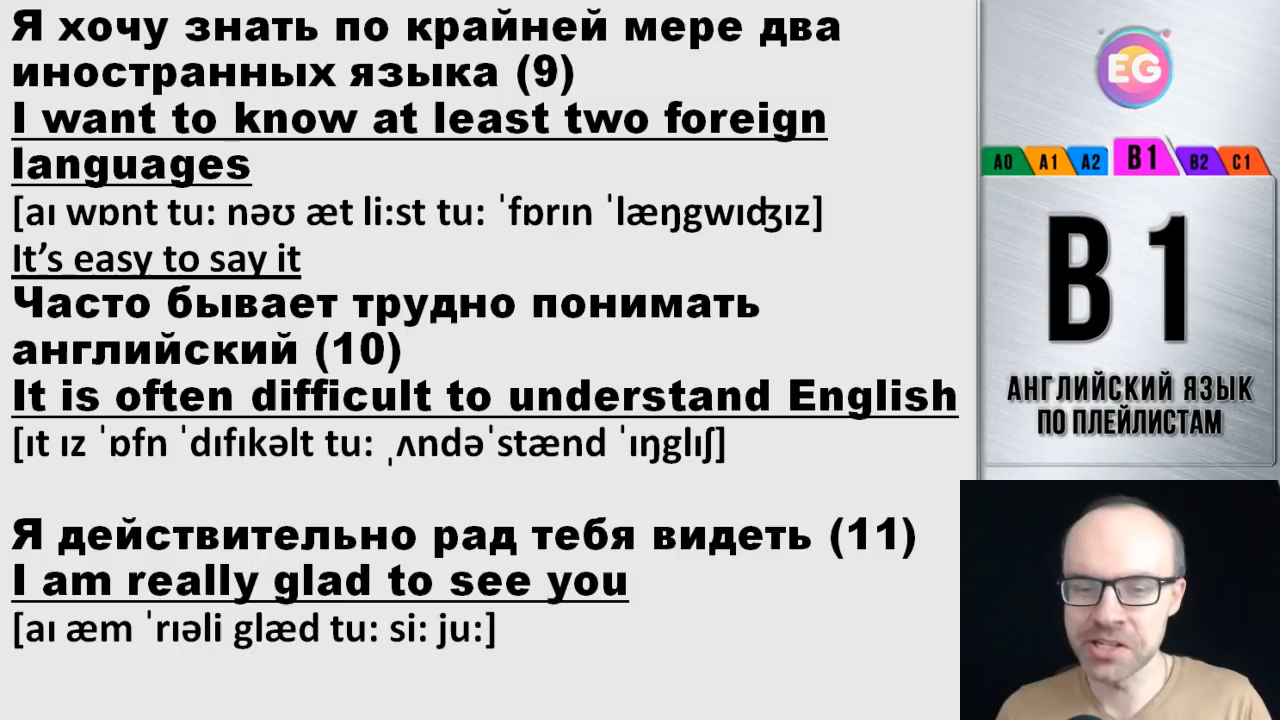 Я хочу знать по крайней мере два
иностранных языка (9)
I want to know at least two foreign
languages
[aɪ wɒnt tu: nəʊ æt li:st tu: ˈfɒrɪn ˈlæŋgwɪʤɪz]
It’s easy to say it
Часто бывает трудно понимать
английский (10)
It is often difficult to understand English
[ɪt ɪz ˈɒfn ˈdɪfɪkəlt tu: ˌʌndəˈstænd ˈɪŋglɪʃ]
Я действительно рад тебя видеть (11)
I am really glad to see you
[aɪ æm ˈrɪəli glæd tu: si: ju:]
EG
A0 A1 A2 B1 B2 C1
B1
АНГЛИЙСКИЙ ЯЗЫК
ПО ПЛЕЙЛИСТАМ